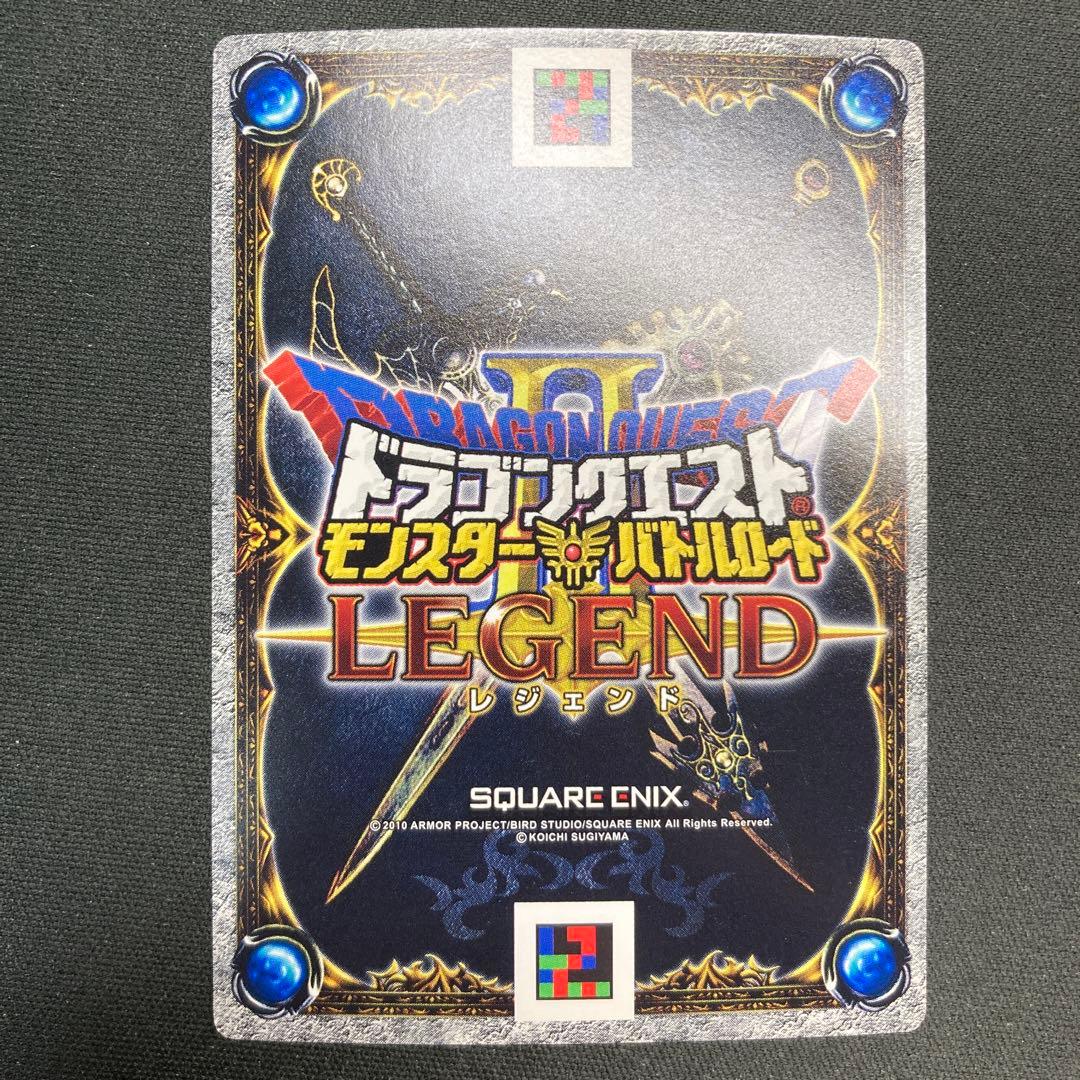 DRAGON QUEST
II
ドラゴンクエスト®
モンスターバトルロード
LEGEND
レジェンド
SQUARE ENIX®
© 2010 ARMOR PROJECT/BIRD STUDIO/SQUARE ENIX All Rights Reserved.
© KOICHI SUGIYAMA